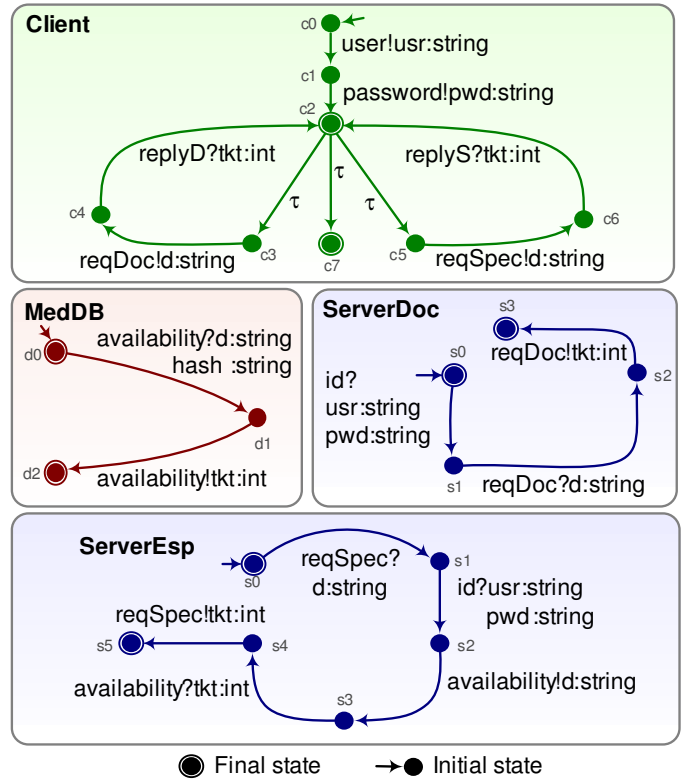 Client
c0
user!usr:string
c1
password!pwd:string
c2
replyD?tkt:int
replyS?tkt:int
τ
τ
τ
c4
c6
reqDoc!d:string
c3
c7
c5
reqSpec!d:string
MedDB
availability?d:string
hash :string
d0
d1
d2
availability!tkt:int
ServerDoc
s3
s0
reqDoc!tkt:int
id?
usr:string
pwd:string
s2
s1
reqDoc?d:string
ServerEsp
s0
reqSpec?
d:string
s1
id?usr:string
pwd:string
reqSpec!tkt:int
s5
s4
s2
availability?tkt:int
availability!d:string
s3
Final state
Initial state